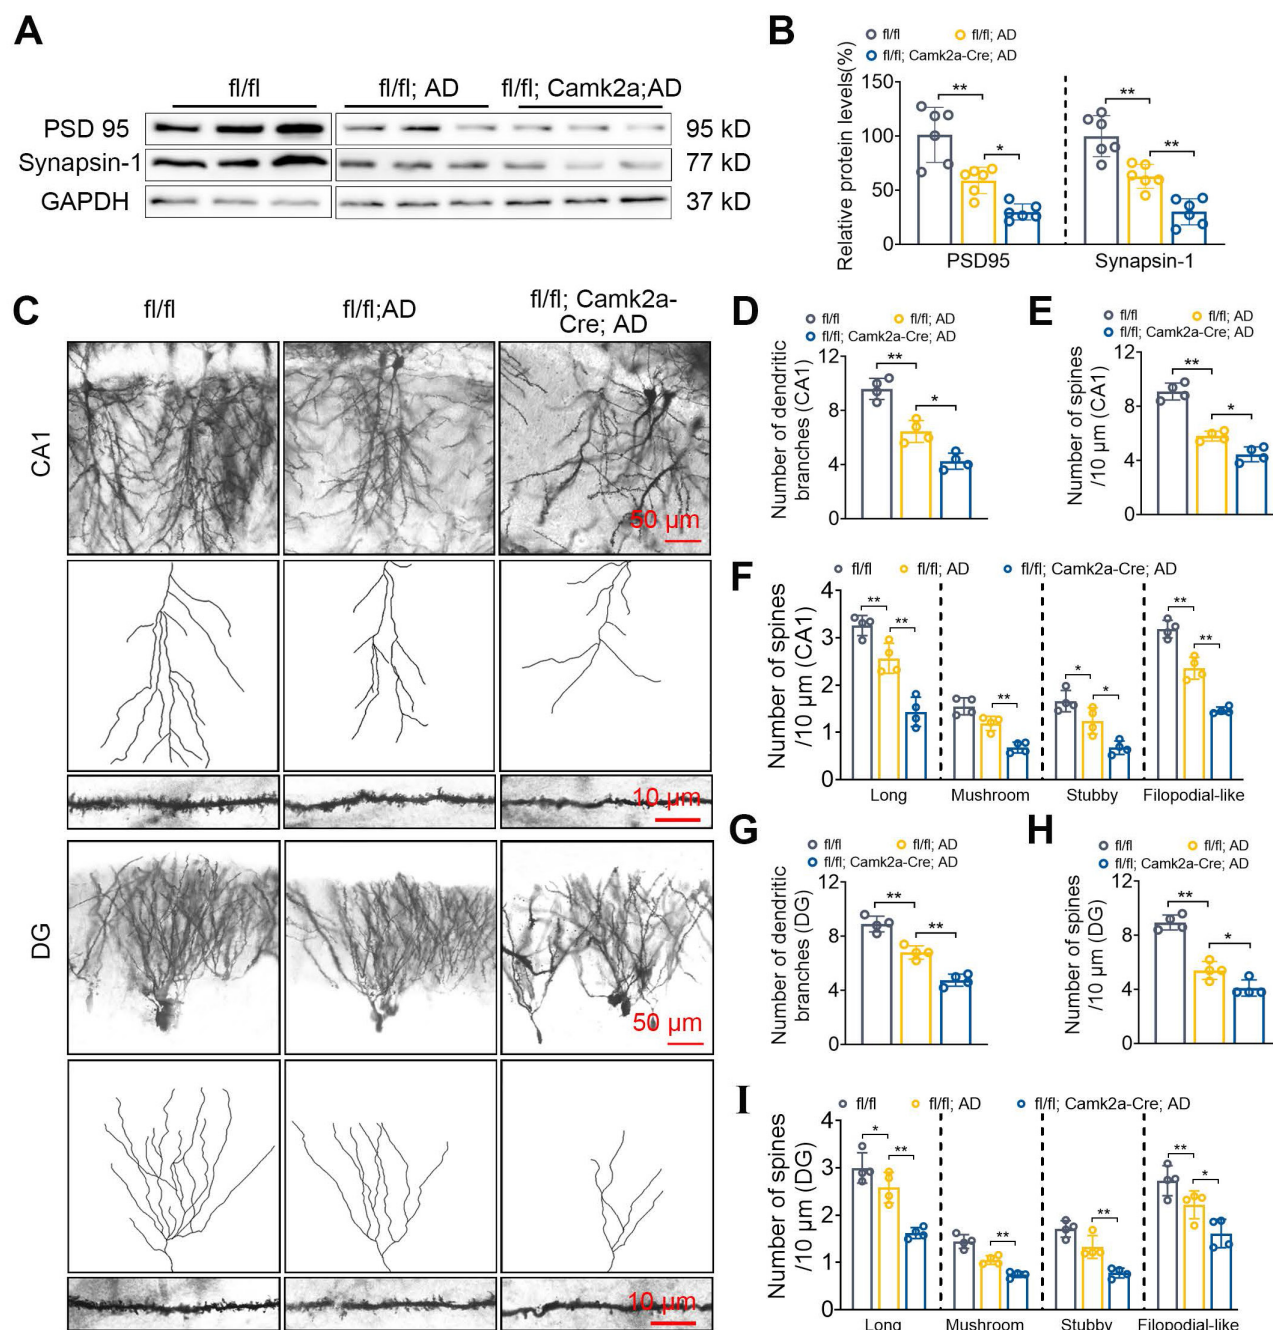 A
fl/fl
fl/fl; AD
fl/fl; Camk2a;AD
PSD 95
95 kD
Synapsin-1
77 kD
GAPDH
37 kD
B
fl/fl
fl/fl; AD
fl/fl; Camk2a-Cre; AD
Relative protein levels(%)
150
100
50
0
**
*
**
**
PSD95
Synapsin-1
C
fl/fl
fl/fl;AD
fl/fl; Camk2a-
Cre; AD
CA1
50 µm
10 µm
DG
50 µm
10 µm
D
fl/fl
fl/fl; AD
fl/fl; Camk2a-Cre; AD
Number of dendritic
branches (CA1)
12
8
4
0
**
*
E
fl/fl
fl/fl; AD
fl/fl; Camk2a-Cre; AD
Number of spines
/10 µm (CA1)
12
8
4
0
**
*
F
fl/fl
fl/fl; AD
fl/fl; Camk2a-Cre; AD
Number of spines
/10 µm (CA1)
4
3
2
1
0
**
**
**
*
*
**
**
Long
Mushroom
Stubby
Filopodial-like
G
fl/fl
fl/fl; AD
fl/fl; Camk2a-Cre; AD
Number of dendritic
branches (DG)
12
8
4
0
**
**
H
fl/fl
fl/fl; AD
fl/fl; Camk2a-Cre; AD
Number of spines
/10 µm (DG)
12
8
4
0
**
*
I
fl/fl
fl/fl; AD
fl/fl; Camk2a-Cre; AD
Number of spines
/10 µm (DG)
4
3
2
1
0
*
**
**
**
**
*
Long
Mushroom
Stubby
Filopodial-like